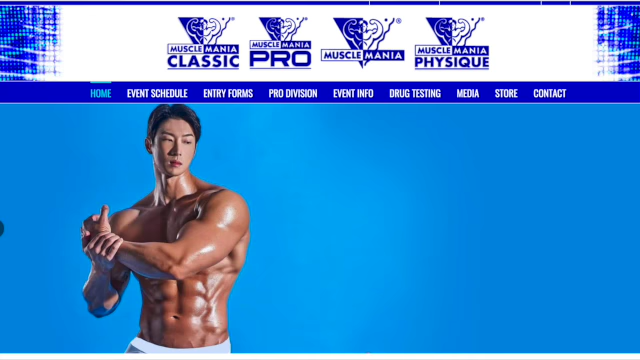 MUSCLE MANIA ®
CLASSIC
MUSCLE MANIA ®
PRO
MUSCLE MANIA ®
MUSCLE MANIA ®
PHYSIQUE
HOME EVENT SCHEDULE ENTRY FORMS PRO DIVISION EVENT INFO DRUG TESTING MEDIA STORE CONTACT